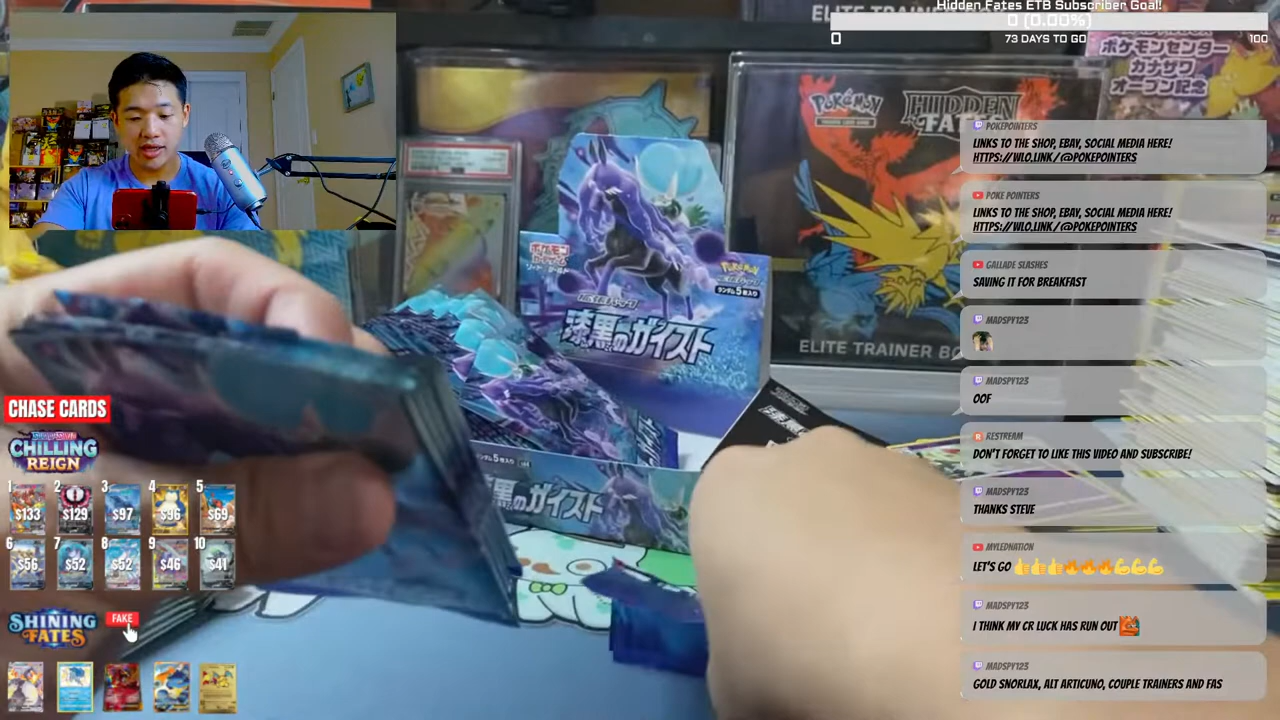 Hidden Fates ETB Subscriber Goal!
0 (0.00%)
0
73 DAYS TO GO
100
ELITE TRAINER
ポケモンセンター
カナザワ
オープン記念
Pokémon
HIDDEN
FATES
ELITE TRAINER B
ポケモン
Pokémon
漆黒のガイスト
漆黒のガイスト
POKEPOINTERS
LINKS TO THE SHOP, EBAY, SOCIAL MEDIA HERE!
HTTPS://WLO.LINK/@POKEPOINTERS
POKE POINTERS
LINKS TO THE SHOP, EBAY, SOCIAL MEDIA HERE!
HTTPS://WLO.LINK/@POKEPOINTERS
GALLADE SLASHES
SAVING IT FOR BREAKFAST
MADSPY123
MADSPY123
OOF
RESTREAM
DON'T FORGET TO LIKE THIS VIDEO AND SUBSCRIBE!
MADSPY123
THANKS STEVE
MYLEDNATION
LET'S GO 👍👍👍🔥🔥🔥💪💪💪
MADSPY123
I THINK MY CR LUCK HAS RUN OUT
MADSPY123
GOLD SNORLAX, ALT ARTICUNO, COUPLE TRAINERS AND FAS
CHASE CARDS
CHILLING
REIGN
1 2 3 4 5
$133 $129 $97 $96 $69
6 7 8 9 10
$56 $52 $52 $46 $41
SHINING
FATES
FAKE